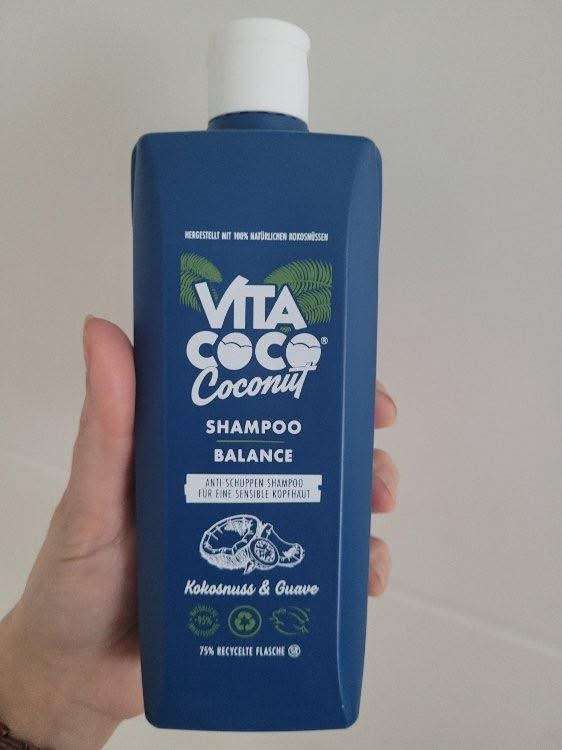 HERGESTELLT MIT 100% NATÜRLICHEN KOKOSNÜSSEN
VITA
COCO®
Coconut
SHAMPOO
BALANCE
ANTI SCHUPPEN SHAMPOO
FÜR EINE SENSIBLE KOPFHAUT
Kokosnuss & Guave
95%
75% RECYCELTE FLASCHE